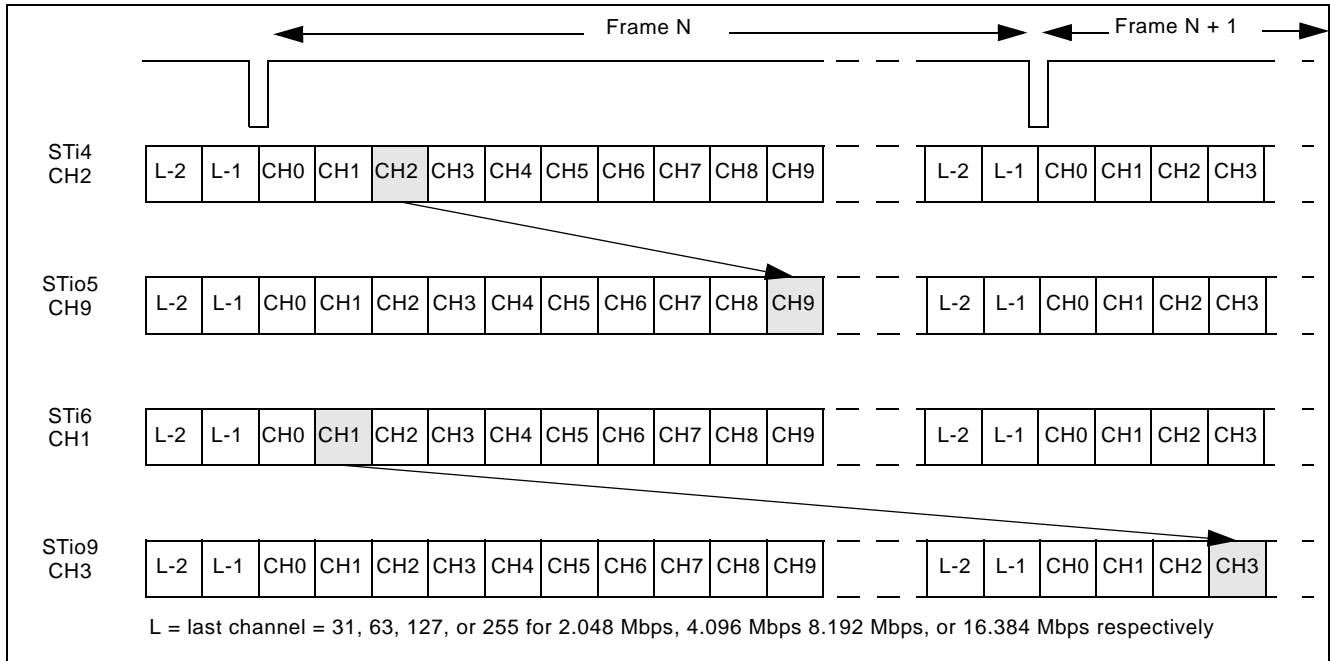 Frame N
Frame N + 1
STi4
CH2
L-2 L-1 CH0 CH1 CH2 CH3 CH4 CH5 CH6 CH7 CH8 CH9 L-2 L-1 CH0 CH1 CH2 CH3
STio5
CH9
L-2 L-1 CH0 CH1 CH2 CH3 CH4 CH5 CH6 CH7 CH8 CH9 L-2 L-1 CH0 CH1 CH2 CH3
STi6
CH1
L-2 L-1 CH0 CH1 CH2 CH3 CH4 CH5 CH6 CH7 CH8 CH9 L-2 L-1 CH0 CH1 CH2 CH3
STio9
CH3
L-2 L-1 CH0 CH1 CH2 CH3 CH4 CH5 CH6 CH7 CH8 CH9 L-2 L-1 CH0 CH1 CH2 CH3
L = last channel = 31, 63, 127, or 255 for 2.048 Mbps, 4.096 Mbps 8.192 Mbps, or 16.384 Mbps respectively